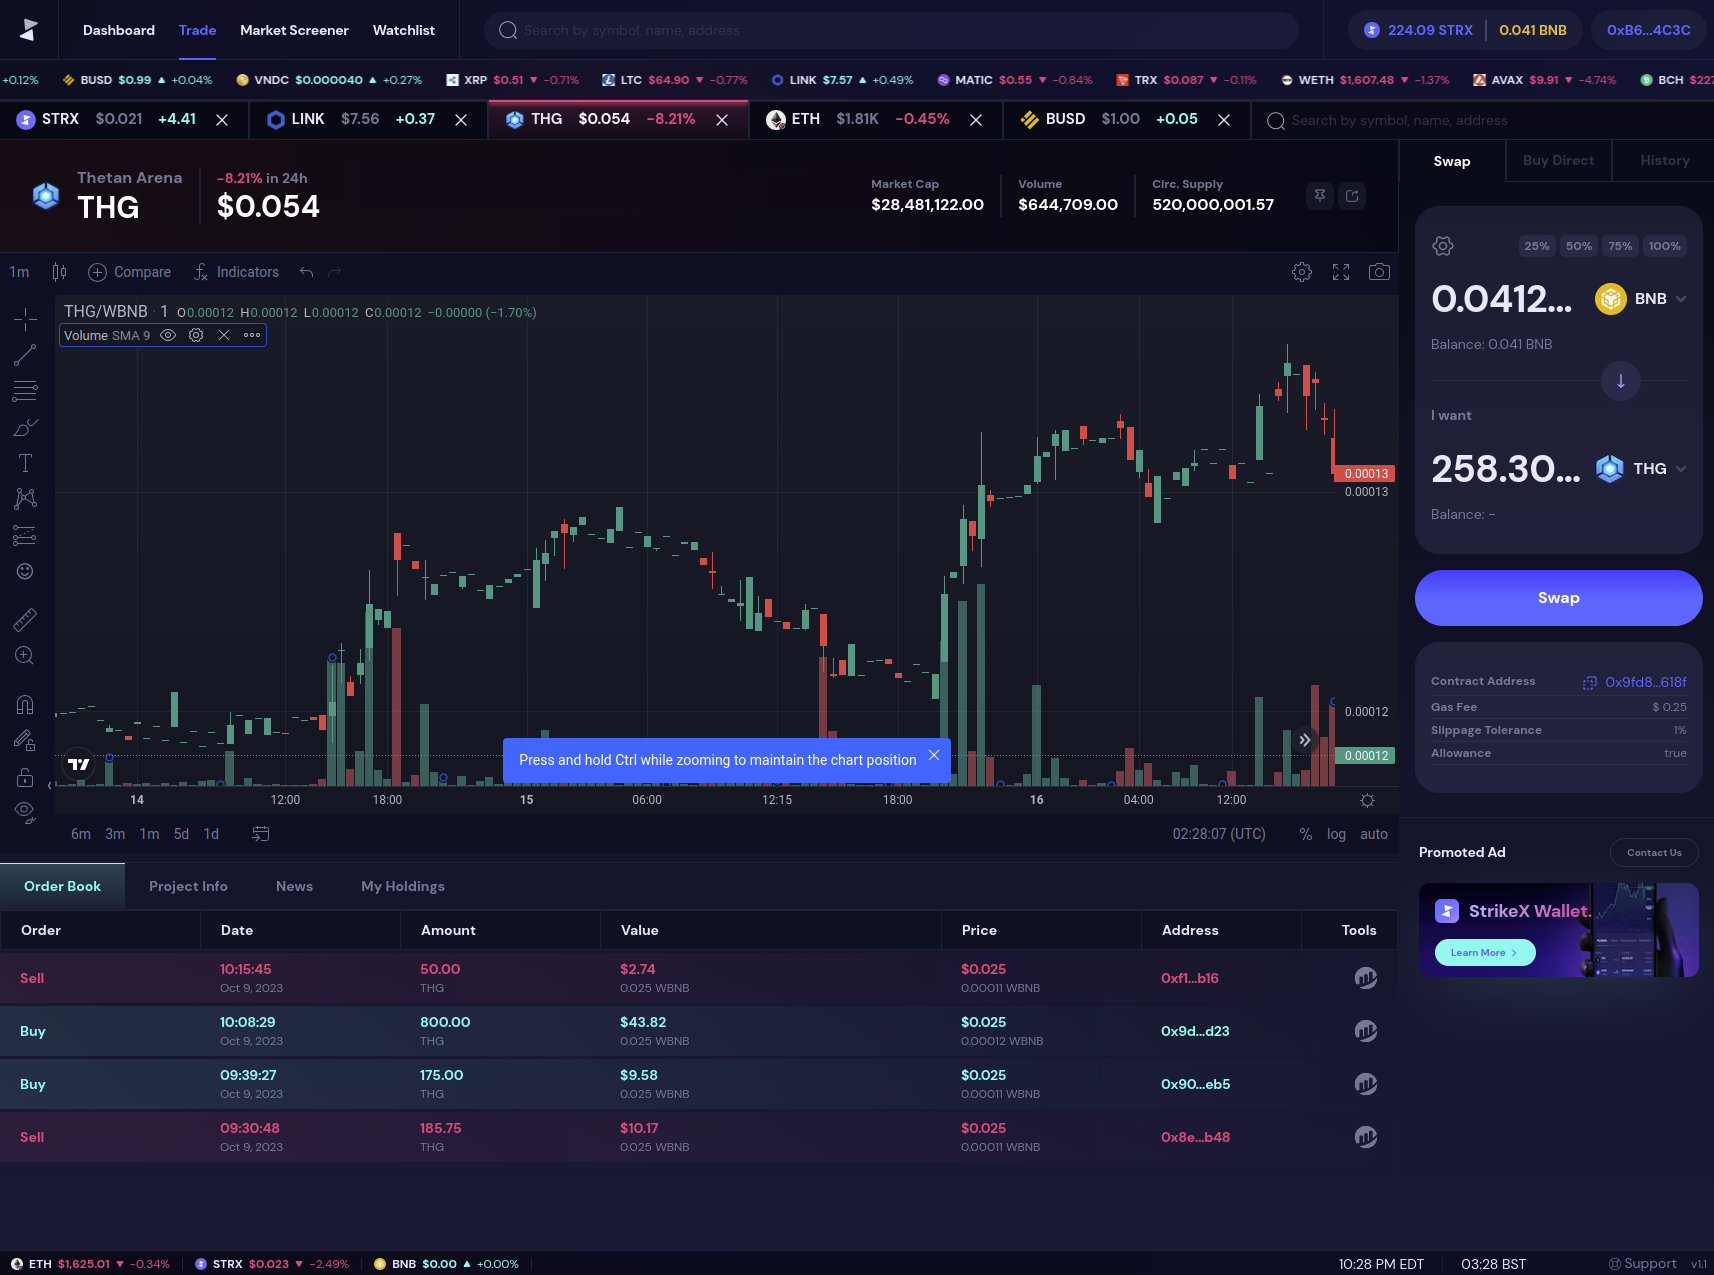 Dashboard Trade Market Screener Watchlist Search by symbol, name, address 224.09 STRX 0.041 BNB 0xB6...4C3C
+0.12% BUSD $0.99 ▲ +0.04% VNDC $0.000040 ▲ +0.27% XRP $0.51 ▼ -0.71% LTC $64.90 ▼ -0.77% LINK $7.57 ▲ +0.49% MATIC $0.55 ▼ -0.84% TRX $0.087 ▼ -0.11% WETH $1,607.48 ▼ -1.37% AVAX $9.91 ▼ -4.74% BCH $227
STRX $0.021 +4.41 LINK $7.56 +0.37 THG $0.054 -8.21% ETH $1.81K -0.45% BUSD $1.00 +0.05 Search by symbol, name, address
Thetan Arena
THG
-8.21% in 24h
$0.054
Market Cap
$28,481,122.00
Volume
$644,709.00
Circ. Supply
520,000,001.57
Swap Buy Direct History
1m Compare Indicators
THG/WBNB · 1 O0.00012 H0.00012 L0.00012 C0.00012 -0.00000 (-1.70%)
Volume SMA 9
0.00013
0.00013
0.00012
0.00012
Press and hold Ctrl while zooming to maintain the chart position
14 12:00 18:00 15 06:00 12:15 18:00 16 04:00 12:00
6m 3m 1m 5d 1d 02:28:07 (UTC) % log auto
25% 50% 75% 100%
0.0412... BNB
Balance: 0.041 BNB
I want
258.30... THG
Balance: -
Swap
Contract Address 0x9fd8...618f
Gas Fee $ 0.25
Slippage Tolerance 1%
Allowance true
Promoted Ad Contact Us
StrikeX Wallet.
Learn More
Order Book Project Info News My Holdings
Order Date Amount Value Price Address Tools
Sell 10:15:45 50.00 $2.74 $0.025 0xf1...b16
Oct 9, 2023 THG 0.025 WBNB 0.00011 WBNB
Buy 10:08:29 800.00 $43.82 $0.025 0x9d...d23
Oct 9, 2023 THG 0.025 WBNB 0.00012 WBNB
Buy 09:39:27 175.00 $9.58 $0.025 0x90...eb5
Oct 9, 2023 THG 0.025 WBNB 0.00011 WBNB
Sell 09:30:48 185.75 $10.17 $0.025 0x8e...b48
Oct 9, 2023 THG 0.025 WBNB 0.00011 WBNB
ETH $1,625.01 ▼ -0.34% STRX $0.023 ▼ -2.49% BNB $0.00 ▲ +0.00% 10:28 PM EDT 03:28 BST Support v1.1